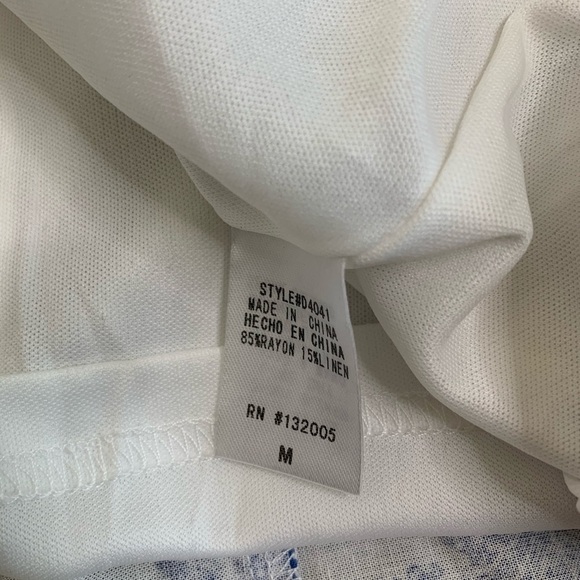 STYLE#D4041
MADE IN CHINA
HECHO EN CHINA
85%RAYON 15%LINEN
RN #132005
M